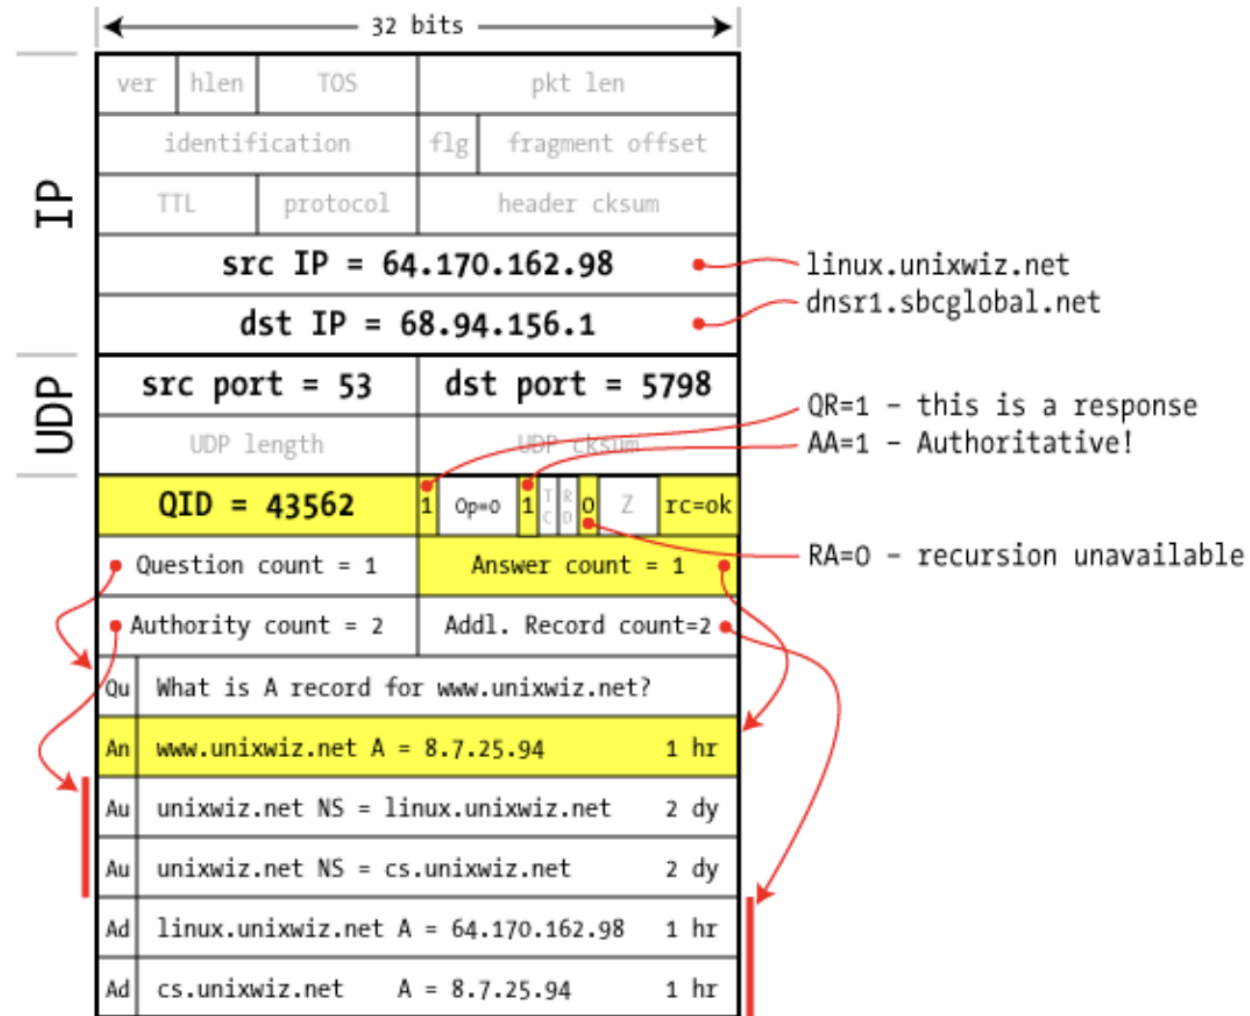 32 bits
IP
ver hlen TOS pkt len
identification flg fragment offset
TTL protocol header cksum
src IP = 64.170.162.98
linux.unixwiz.net
dst IP = 68.94.156.1
dnsr1.sbcglobal.net
UDP
src port = 53 dst port = 5798
QR=1 – this is a response
UDP length UDP cksum
AA=1 – Authoritative!
QID = 43562 1 Op=0 1 TC RD 0 Z rc=ok
RA=0 – recursion unavailable
Question count = 1 Answer count = 1
Authority count = 2 Addl. Record count=2
Qu What is A record for www.unixwiz.net?
An www.unixwiz.net A = 8.7.25.94 1 hr
Au unixwiz.net NS = linux.unixwiz.net 2 dy
Au unixwiz.net NS = cs.unixwiz.net 2 dy
Ad linux.unixwiz.net A = 64.170.162.98 1 hr
Ad cs.unixwiz.net A = 8.7.25.94 1 hr